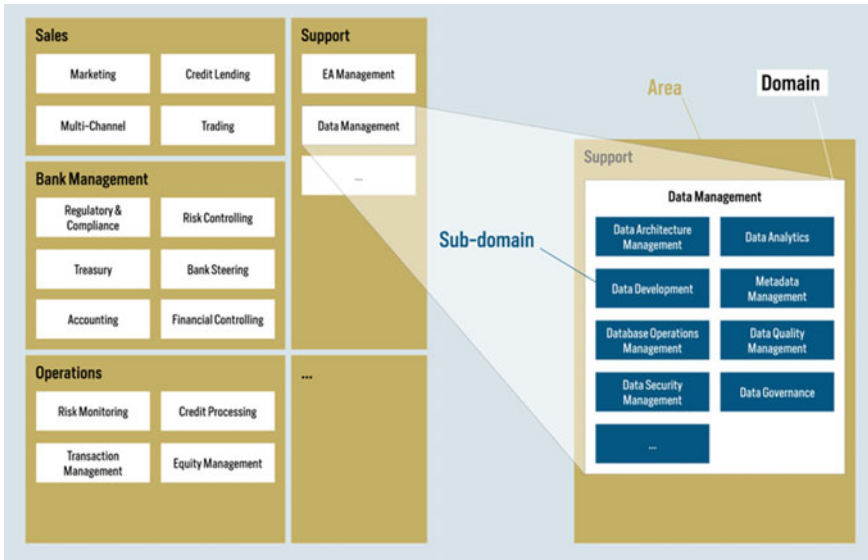 Sales
Marketing
Credit Lending
Multi-Channel
Trading
Support
EA Management
Data Management
...
Bank Management
Regulatory &
Compliance
Risk Controlling
Treasury
Bank Steering
Accounting
Financial Controlling
Operations
Risk Monitoring
Credit Processing
Transaction
Management
Equity Management
...
Area
Domain
Sub-domain
Support
Data Management
Data Architecture
Management
Data Analytics
Data Development
Metadata
Management
Database Operations
Management
Data Quality
Management
Data Security
Management
Data Governance
...